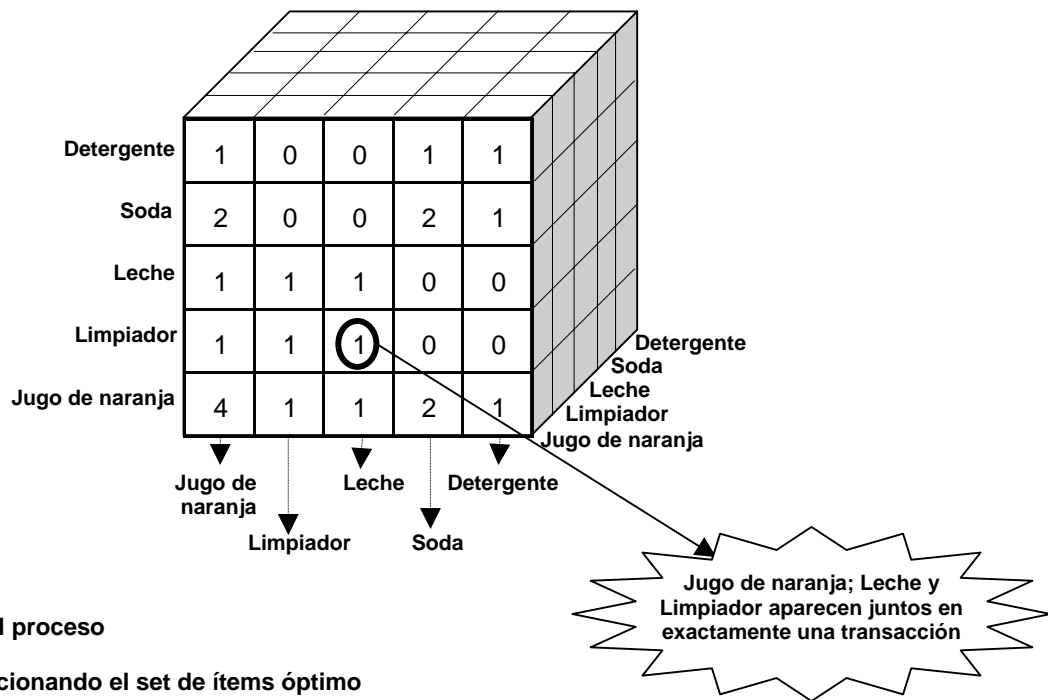 Detergente 1 0 0 1 1
Soda 2 0 0 2 1
Leche 1 1 1 0 0
Limpiador 1 1 1 0 0
Jugo de naranja 4 1 1 2 1
Detergente
Soda
Leche
Limpiador
Jugo de naranja
Jugo de
naranja
Leche
Detergente
Limpiador
Soda
Jugo de naranja; Leche y
Limpiador aparecen juntos en
exactamente una transacción
proceso
el set de ítems óptimo